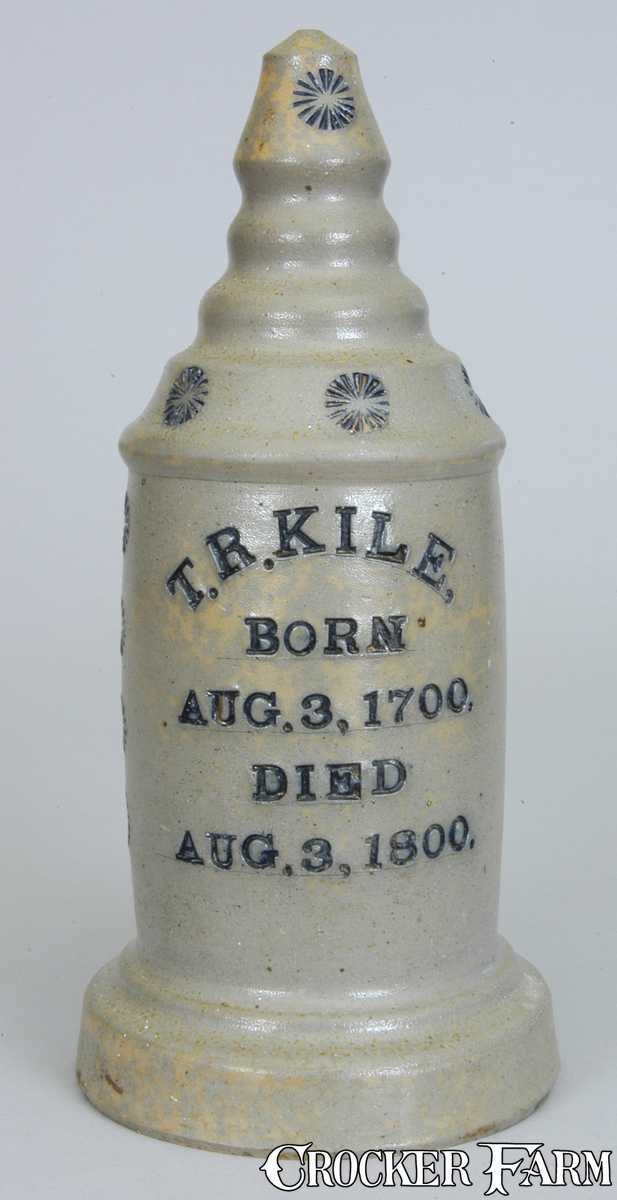 T.R.KILE.
BORN
AUG.3,1700.
DIED
AUG.3,1800.
CROCKER FARM